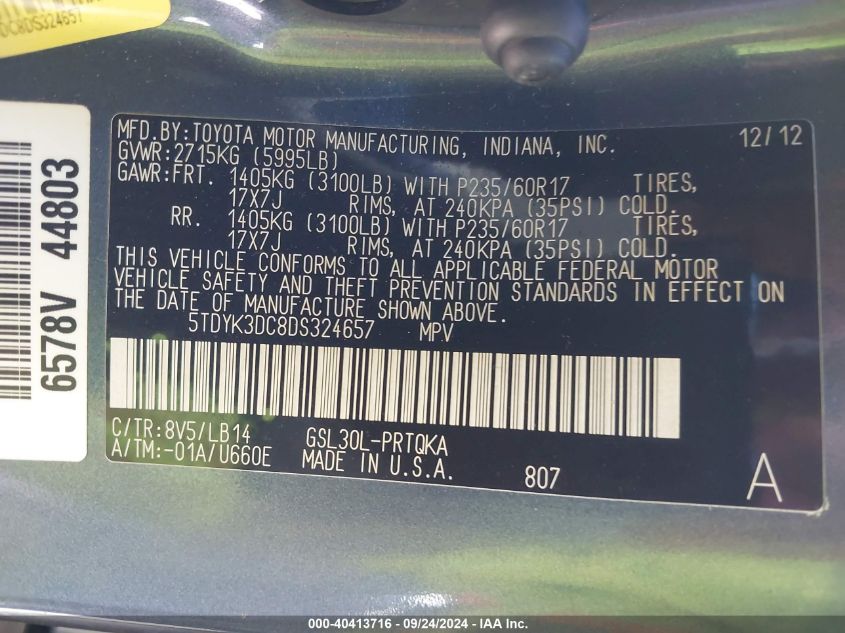 DC8DS324657
MFD.BY:TOYOTA MOTOR MANUFACTURING, INDIANA, INC. 12/12
GVWR:2715KG (5995LB)
GAWR:FRT. 1405KG (3100LB) WITH P235/60R17 TIRES,
17X7J RIMS, AT 240KPA (35PSI) COLD.
RR. 1405KG (3100LB) WITH P235/60R17 TIRES,
17X7J RIMS, AT 240KPA (35PSI) COLD.
THIS VEHICLE CONFORMS TO ALL APPLICABLE FEDERAL MOTOR
VEHICLE SAFETY AND THEFT PREVENTION STANDARDS IN EFFECT ON
THE DATE OF MANUFACTURE SHOWN ABOVE.
5TDYK3DC8DS324657 MPV
C/TR:8V5/LB14 GSL30L-PRTQKA
A/TM:-01A/U660E MADE IN U.S.A. 807 A
6578V 44803
000-40413716 - 09/24/2024 - IAA Inc.